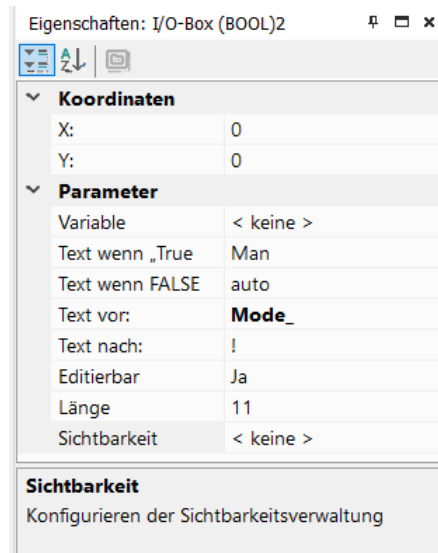 Eigenschaften: I/O-Box (BOOL)2
Koordinaten
X: 0
Y: 0
Parameter
Variable < keine >
Text wenn „True Man
Text wenn FALSE auto
Text vor: Mode_
Text nach: !
Editierbar Ja
Länge 11
Sichtbarkeit < keine >
Sichtbarkeit
Konfigurieren der Sichtbarkeitsverwaltung